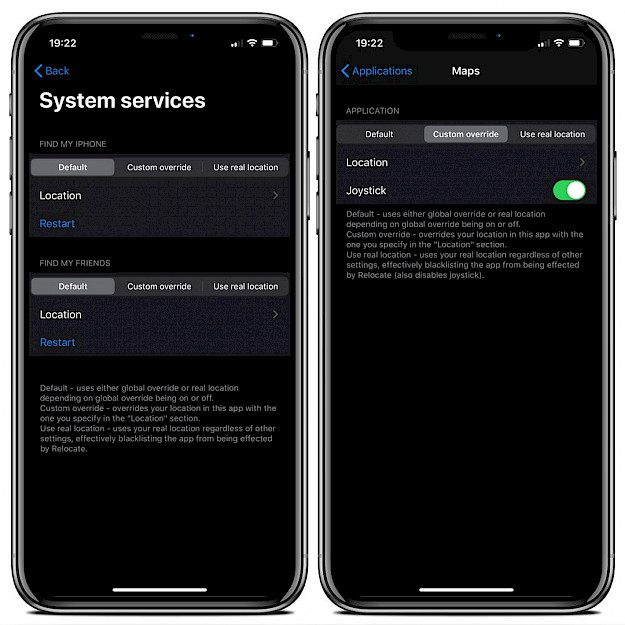 19:22
Back
System services
FIND MY IPHONE
Default Custom override Use real location
Location
Restart
FIND MY FRIENDS
Default Custom override Use real location
Location
Restart
Default - uses either global override or real location
depending on global override being on or off.
Custom override - overrides your location in this app with the
one you specify in the "Location" section.
Use real location - uses your real location regardless of other
settings, effectively blacklisting the app from being effected
by Relocate.
19:22
Applications Maps
APPLICATION
Default Custom override Use real location
Location
Joystick
Default - uses either global override or real location
depending on global override being on or off.
Custom override - overrides your location in this app with the
one you specify in the "Location" section.
Use real location - uses your real location regardless of other
settings, effectively blacklisting the app from being effected
by Relocate (also disables joystick).